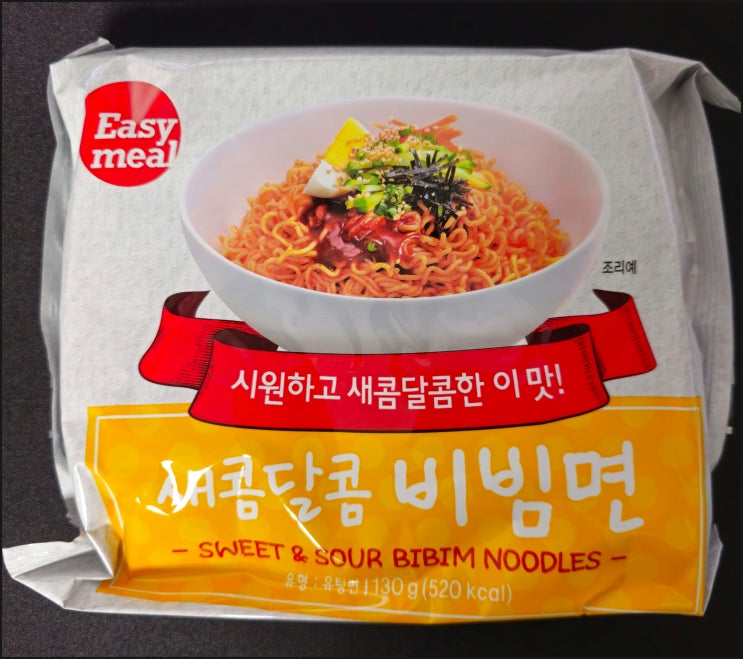 Easy
meal
조리예
시원하고 새콤달콤한 이 맛!
새콤달콤 비빔면
- SWEET & SOUR BIBIM NOODLES -
유형 : 유탕면 | 130 g (520 kcal)